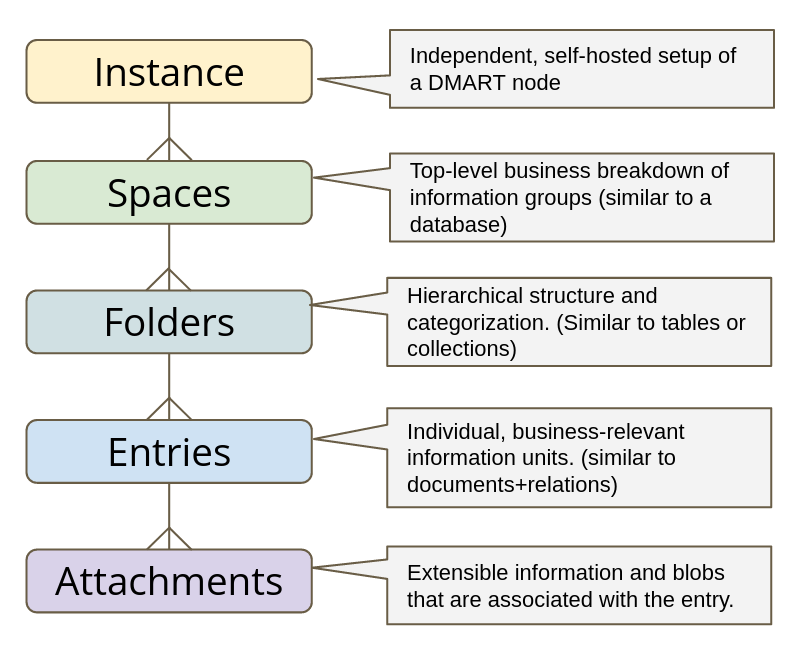 Instance
Independent, self-hosted setup of
a DMART node
Spaces
Top-level business breakdown of
information groups (similar to a
database)
Folders
Hierarchical structure and
categorization. (Similar to tables or
collections)
Entries
Individual, business-relevant
information units. (similar to
documents+relations)
Attachments
Extensible information and blobs
that are associated with the entry.